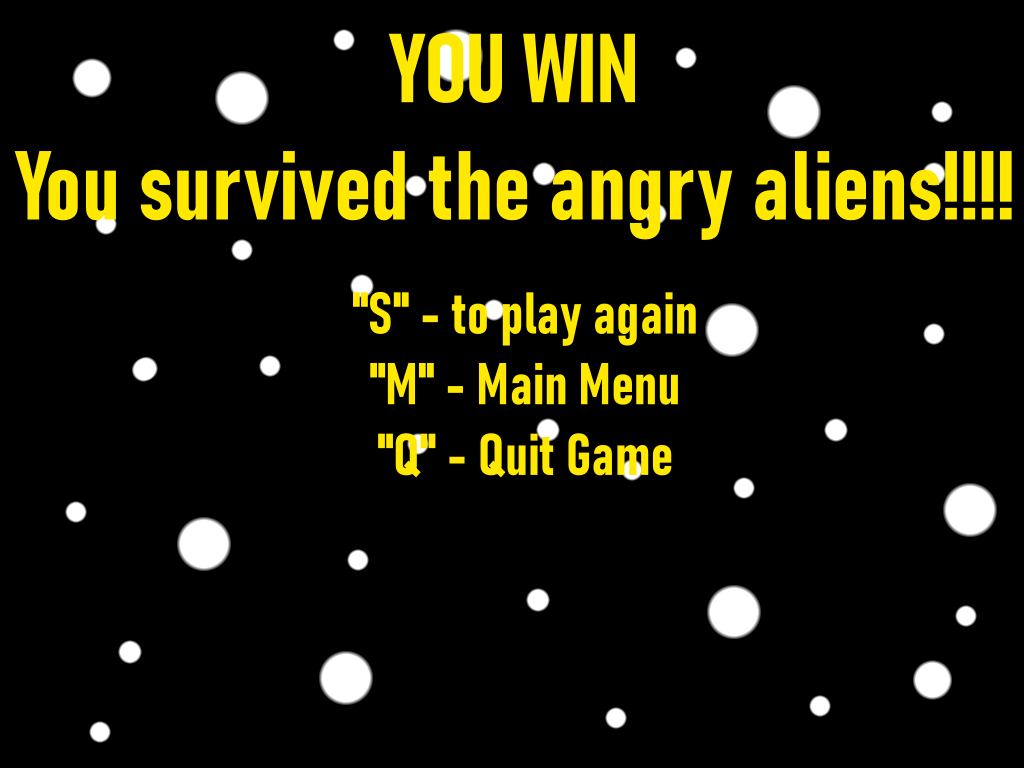 YOU WIN
You survived the angry aliens!!!!
"S" - to play again
"M" - Main Menu
"Q" - Quit Game